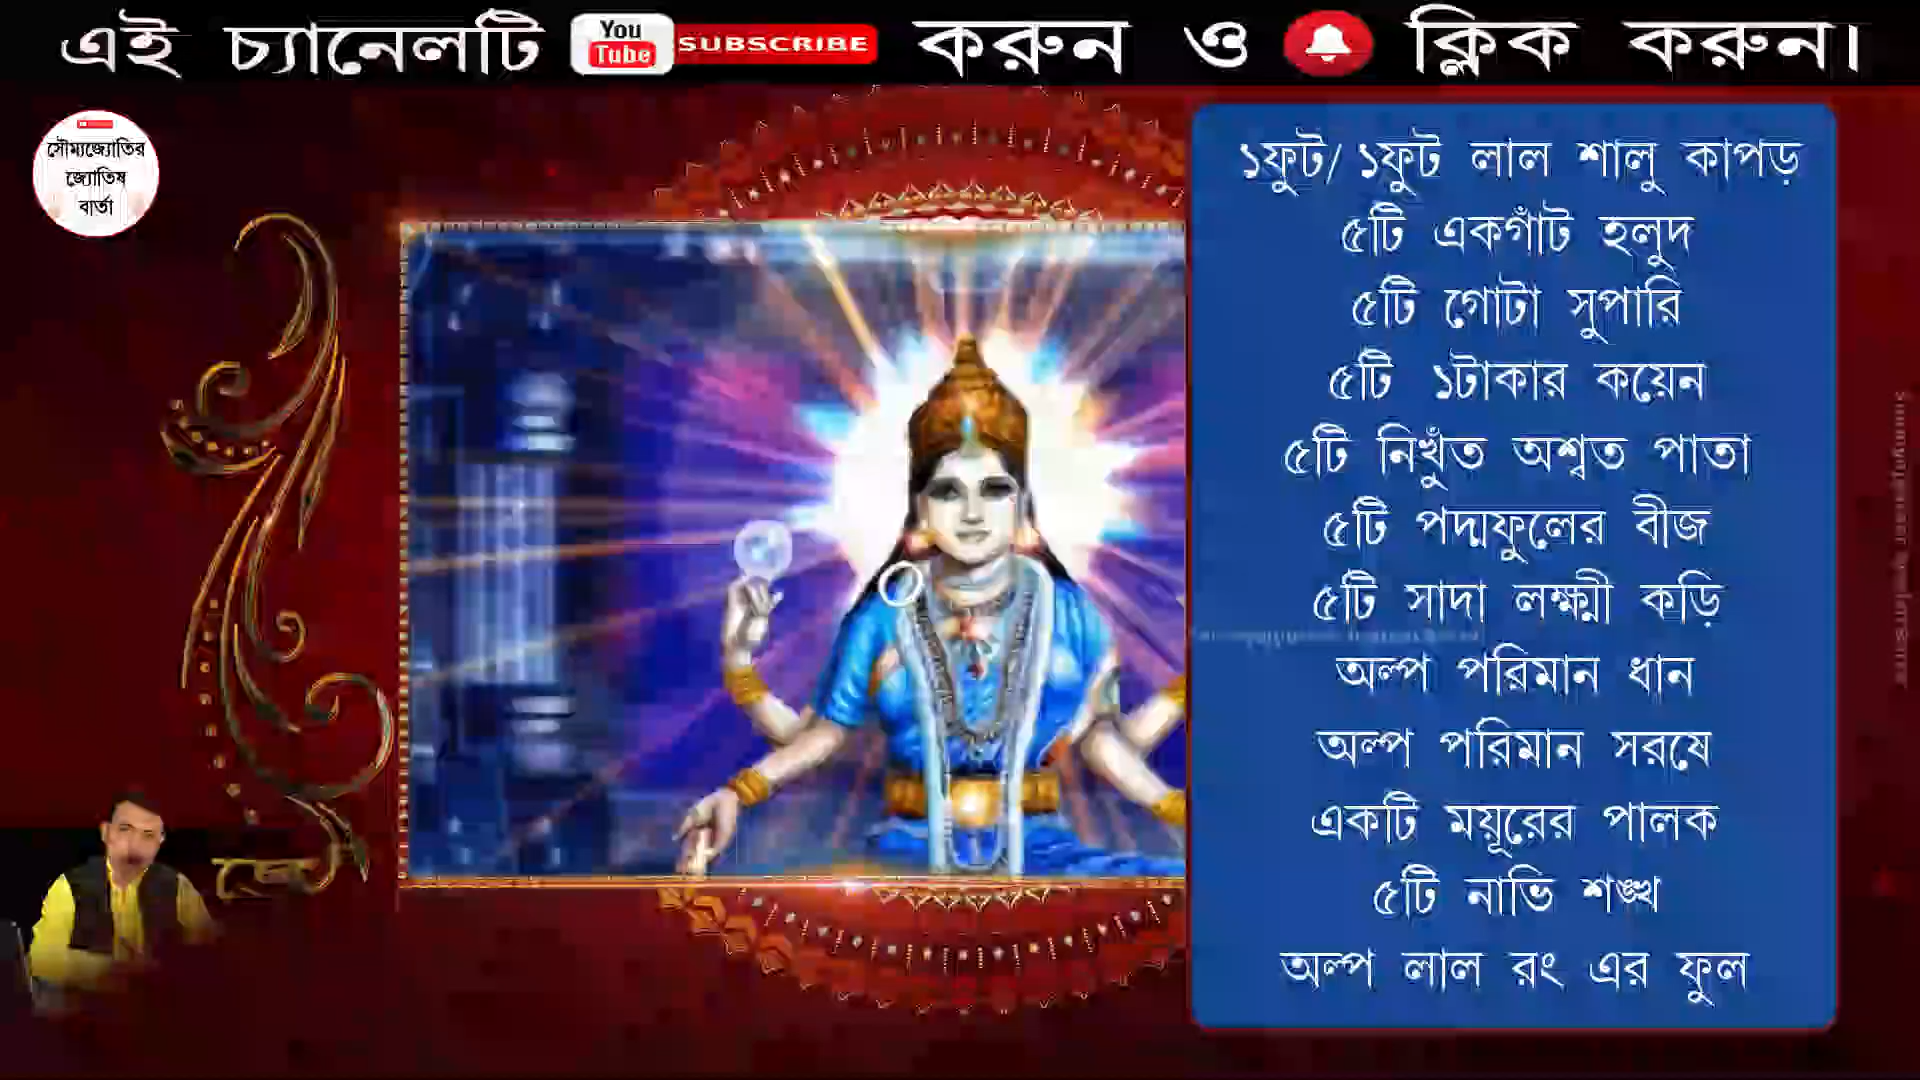 এই চ্যানেলটি You Tube SUBSCRIBE করুন ও ক্লিক করুন।
সৌম্যজ্যোতির
জ্যোতিষ
বার্তা
১ফুট/ ১ফুট লাল শালু কাপড়
৫টি একগাঁট হলুদ
৫টি গোটা সুপারি
৫টি ১টাকার কয়েন
৫টি নিখুঁত অশ্বত পাতা
৫টি পদ্মফুলের বীজ
৫টি সাদা লক্ষ্মী কড়ি
অল্প পরিমান ধান
অল্প পরিমান সরষে
একটি ময়ূরের পালক
৫টি নাভি শঙ্খ
অল্প লাল রং এর ফুল